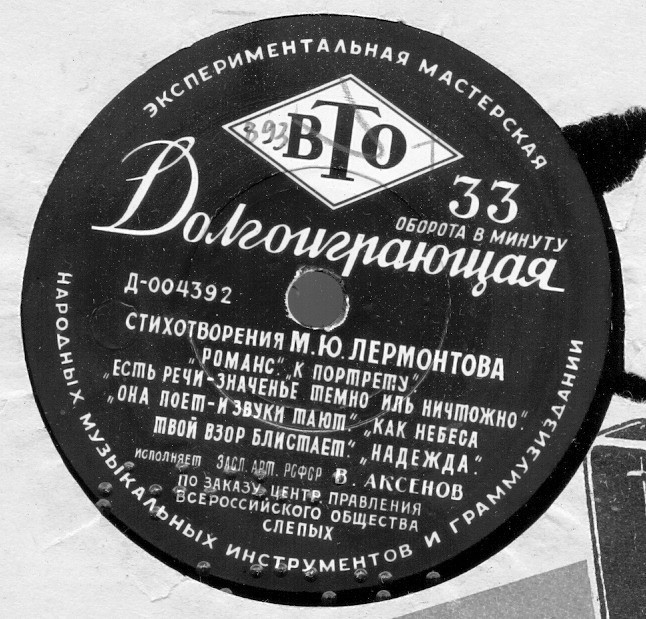 ЭКСПЕРИМЕНТАЛЬНАЯ МАСТЕРСКАЯ
893
ВТО
33
ОБОРОТА В МИНУТУ
Долгоиграющая
Д-004392
СТИХОТВОРЕНИЯ М.Ю. ЛЕРМОНТОВА
„РОМАНС“ „К ПОРТРЕТУ“
„ЕСТЬ РЕЧИ-ЗНАЧЕНЬЕ ТЕМНО ИЛЬ НИЧТОЖНО“.
„ОНА ПОЕТ-И ЗВУКИ ТАЮТ“. „КАК НЕБЕСА
ТВОЙ ВЗОР БЛИСТАЕТ“. „НАДЕЖДА“.
ИСПОЛНЯЕТ ЗАСЛ. АРТ. РСФСР В. АКСЕНОВ
ПО ЗАКАЗУ ЦЕНТР. ПРАВЛЕНИЯ
ВСЕРОССИЙСКОГО ОБЩЕСТВА
СЛЕПЫХ
НАРОДНЫХ МУЗЫКАЛЬНЫХ ИНСТРУМЕНТОВ И ГРАММУЗИЗДАНИИ